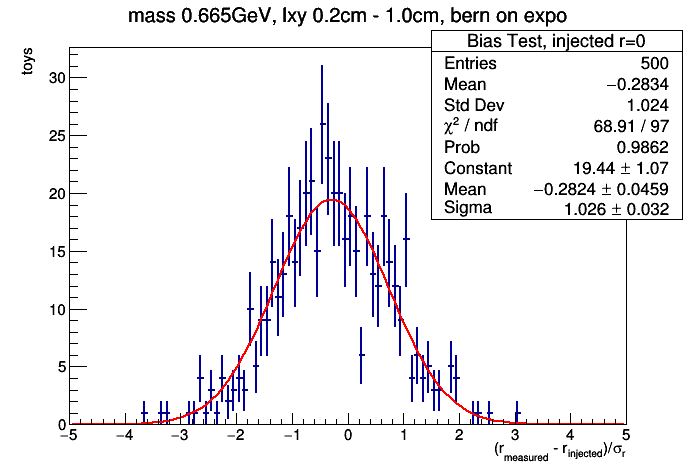 mass 0.665GeV, lxy 0.2cm - 1.0cm, bern on expo
toys
Bias Test, injected r=0
Entries 500
Mean −0.2834
Std Dev 1.024
χ² / ndf 68.91 / 97
Prob 0.9862
Constant 19.44 ± 1.07
Mean −0.2824 ± 0.0459
Sigma 1.026 ± 0.032
30
25
20
15
10
5
0
−5 −4 −3 −2 −1 0 1 2 3 4 5
(r_measured - r_injected)/σ_r